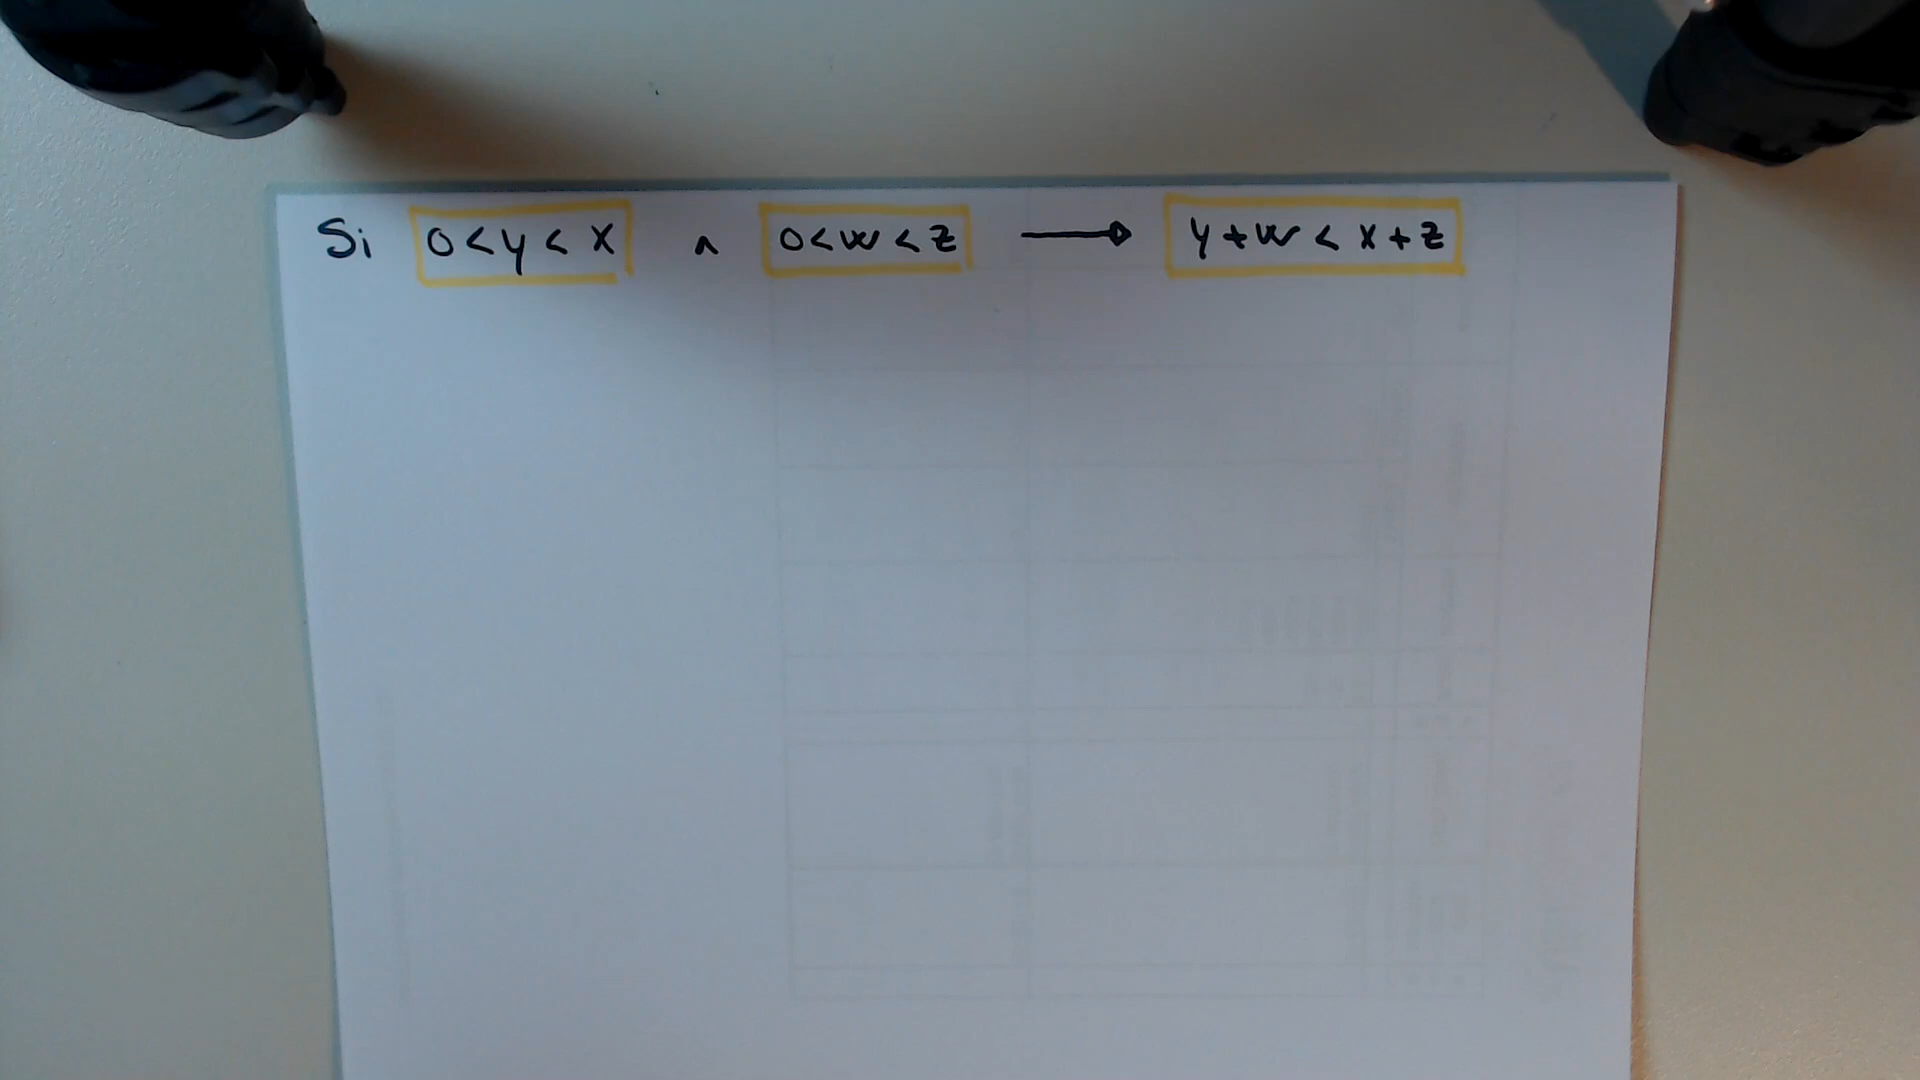 Si 0<y<x ∧ 0<w<z → y+w<x+z